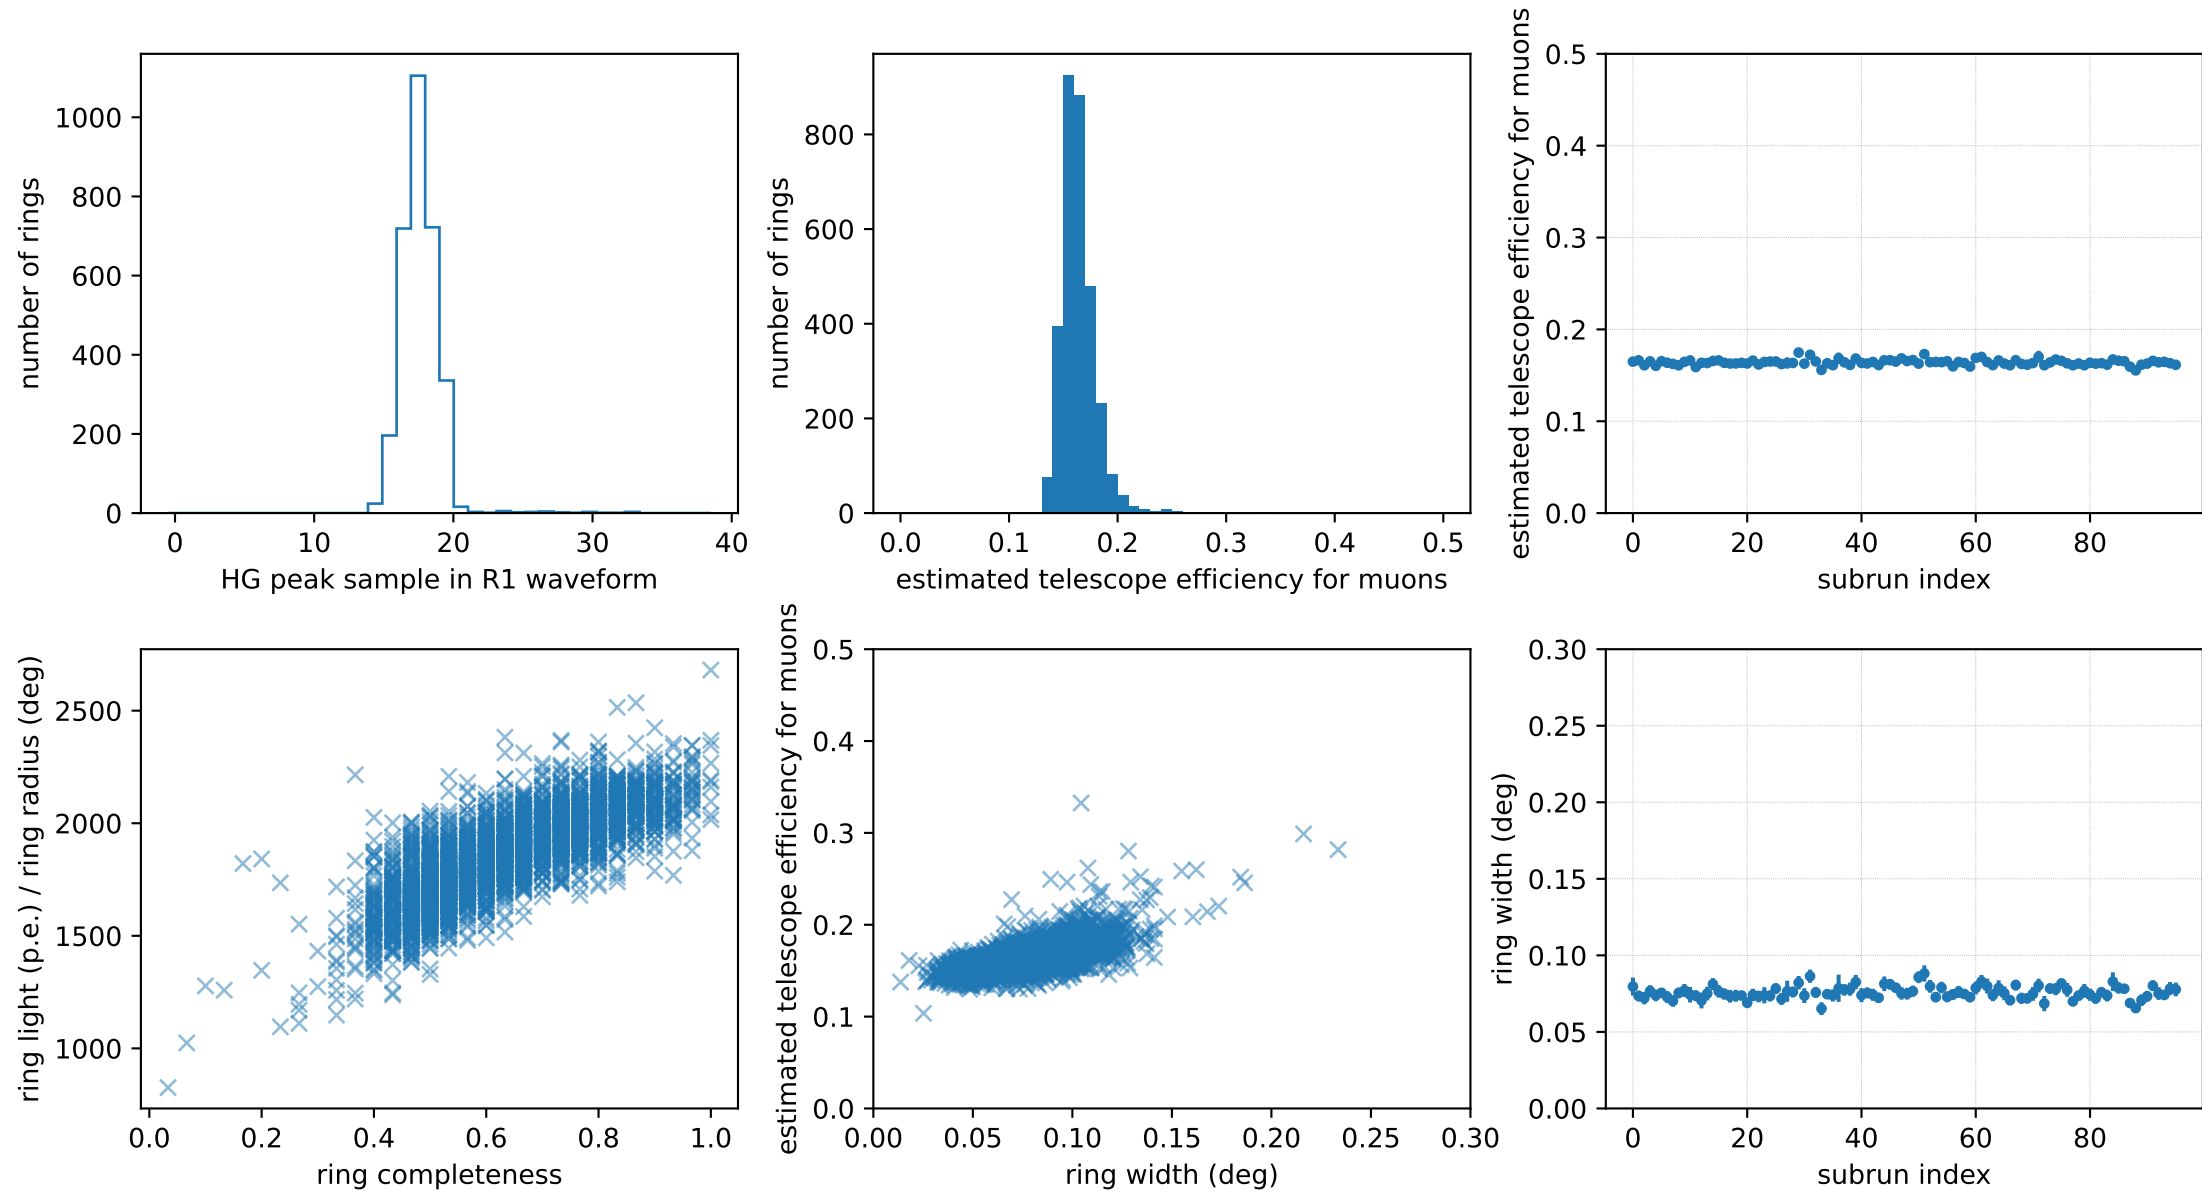 number of rings
1000
800
600
400
200
0
0 10 20 30 40
HG peak sample in R1 waveform
number of rings
800
600
400
200
0
0.0 0.1 0.2 0.3 0.4 0.5
estimated telescope efficiency for muons
estimated telescope efficiency for muons
0.5
0.4
0.3
0.2
0.1
0.0
0 20 40 60 80
subrun index
ring light (p.e.) / ring radius (deg)
2500
2000
1500
1000
0.0 0.2 0.4 0.6 0.8 1.0
ring completeness
estimated telescope efficiency for muons
0.5
0.4
0.3
0.2
0.1
0.0
0.00 0.05 0.10 0.15 0.20 0.25 0.30
ring width (deg)
ring width (deg)
0.30
0.25
0.20
0.15
0.10
0.05
0.00
0 20 40 60 80
subrun index